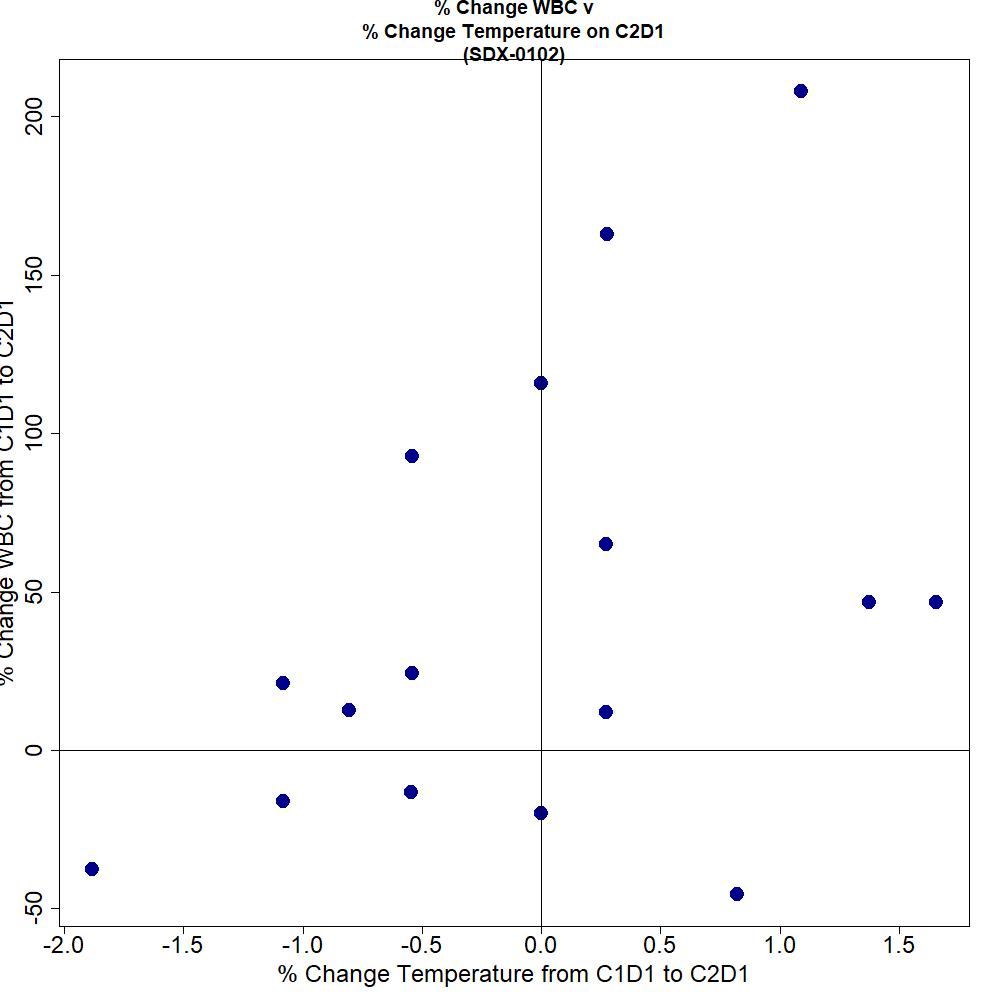 % Change WBC v
% Change Temperature on C2D1
(SDX-0102)
200
150
100
50
0
-50
% Change WBC from C1D1 to C2D1
-2.0 -1.5 -1.0 -0.5 0.0 0.5 1.0 1.5
% Change Temperature from C1D1 to C2D1